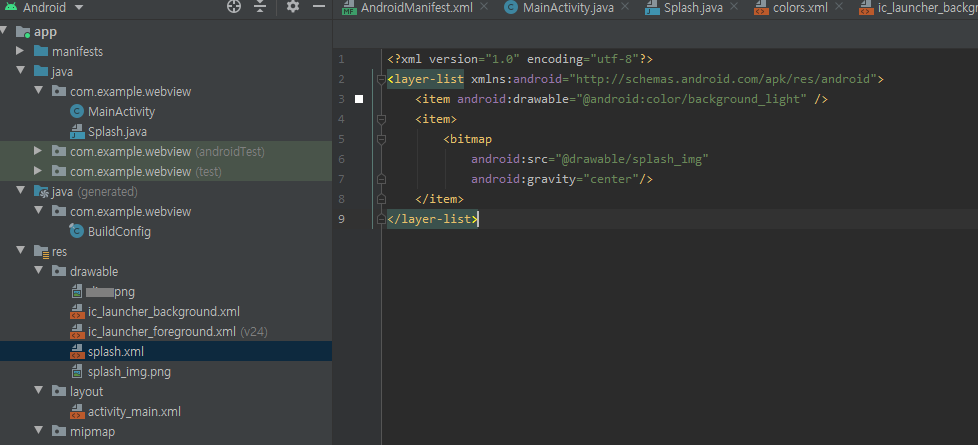 Android
AndroidManifest.xml
MainActivity.java
Splash.java
colors.xml
ic_launcher_backgr
app
manifests
java
com.example.webview
MainActivity
Splash.java
com.example.webview (androidTest)
com.example.webview (test)
java (generated)
com.example.webview
BuildConfig
res
drawable
png
ic_launcher_background.xml
ic_launcher_foreground.xml (v24)
splash.xml
splash_img.png
layout
activity_main.xml
mipmap
1 <?xml version="1.0" encoding="utf-8"?>
2 <layer-list xmlns:android="http://schemas.android.com/apk/res/android">
3 <item android:drawable="@android:color/background_light" />
4 <item>
5 <bitmap
6 android:src="@drawable/splash_img"
7 android:gravity="center"/>
8 </item>
9 </layer-list>